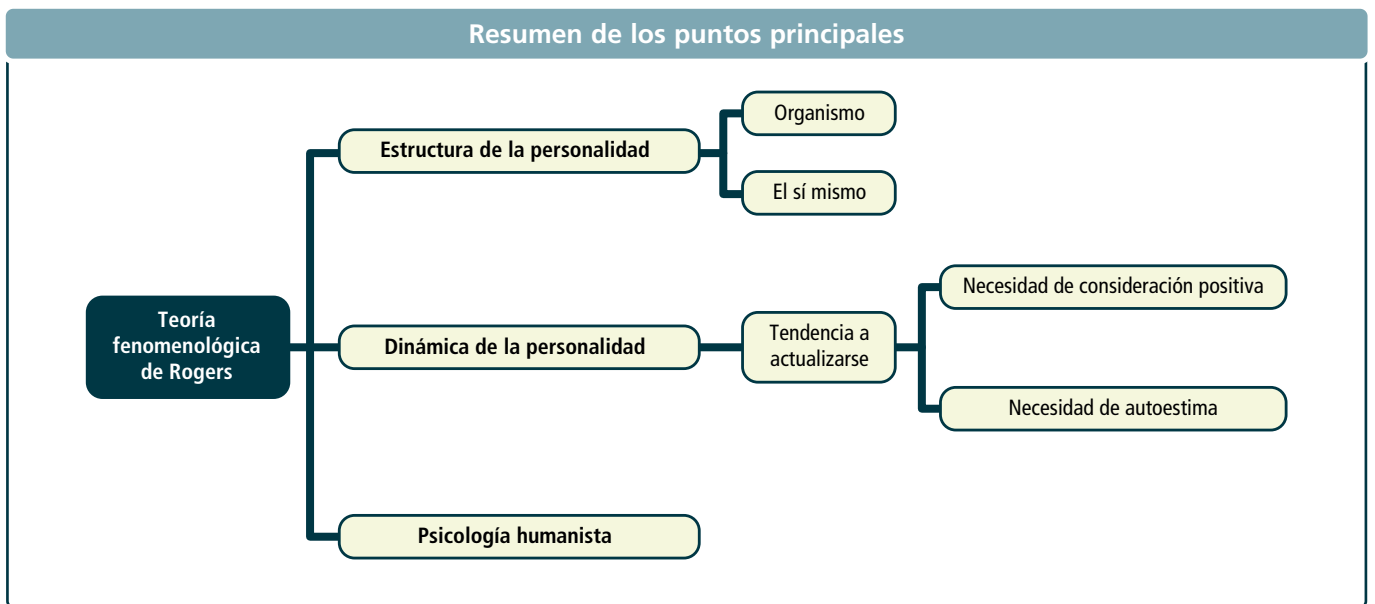 Resumen de los puntos principales
Teoría
fenomenológica
de Rogers
Estructura de la personalidad
Organismo
El sí mismo
Dinámica de la personalidad
Tendencia a
actualizarse
Necesidad de consideración positiva
Necesidad de autoestima
Psicología humanista